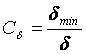 C_δ = δ_min / δ